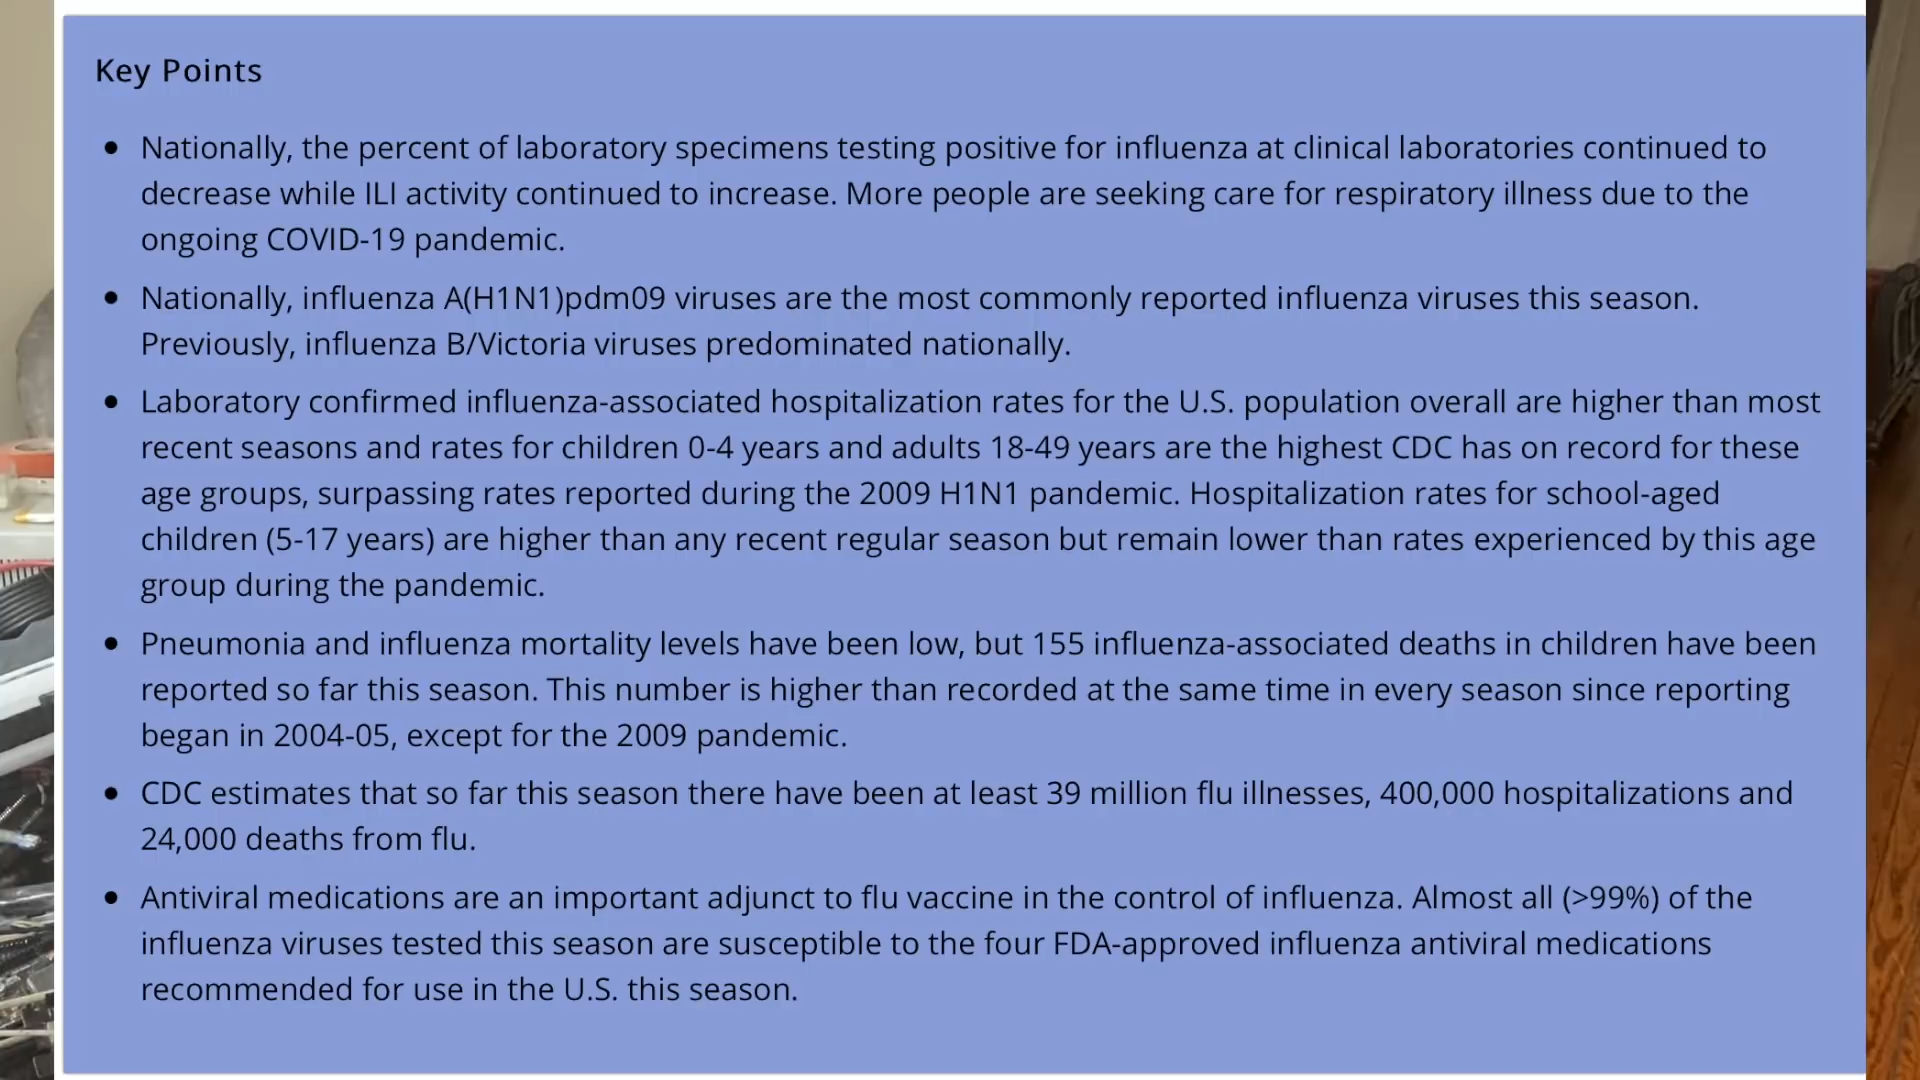 Key Points
• Nationally, the percent of laboratory specimens testing positive for influenza at clinical laboratories continued to
decrease while ILI activity continued to increase. More people are seeking care for respiratory illness due to the
ongoing COVID-19 pandemic.
• Nationally, influenza A(H1N1)pdm09 viruses are the most commonly reported influenza viruses this season.
Previously, influenza B/Victoria viruses predominated nationally.
• Laboratory confirmed influenza-associated hospitalization rates for the U.S. population overall are higher than most
recent seasons and rates for children 0-4 years and adults 18-49 years are the highest CDC has on record for these
age groups, surpassing rates reported during the 2009 H1N1 pandemic. Hospitalization rates for school-aged
children (5-17 years) are higher than any recent regular season but remain lower than rates experienced by this age
group during the pandemic.
• Pneumonia and influenza mortality levels have been low, but 155 influenza-associated deaths in children have been
reported so far this season. This number is higher than recorded at the same time in every season since reporting
began in 2004-05, except for the 2009 pandemic.
• CDC estimates that so far this season there have been at least 39 million flu illnesses, 400,000 hospitalizations and
24,000 deaths from flu.
• Antiviral medications are an important adjunct to flu vaccine in the control of influenza. Almost all (>99%) of the
influenza viruses tested this season are susceptible to the four FDA-approved influenza antiviral medications
recommended for use in the U.S. this season.